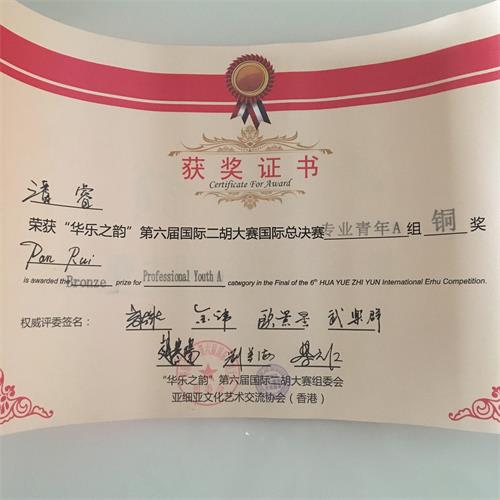 获奖证书
Certificate For Award
潘睿
荣获“华乐之韵”第六届国际二胡大赛国际总决赛专业青年A组铜奖
Pan Rui
is awarded the Bronze prize for Professional Youth A catwgory in the Final of the 6th HUA YUE ZHI YUN International Erhu Competition.
权威评委签名：
“华乐之韵”第六届国际二胡大赛组委会
亚细亚文化艺术交流协会（香港）